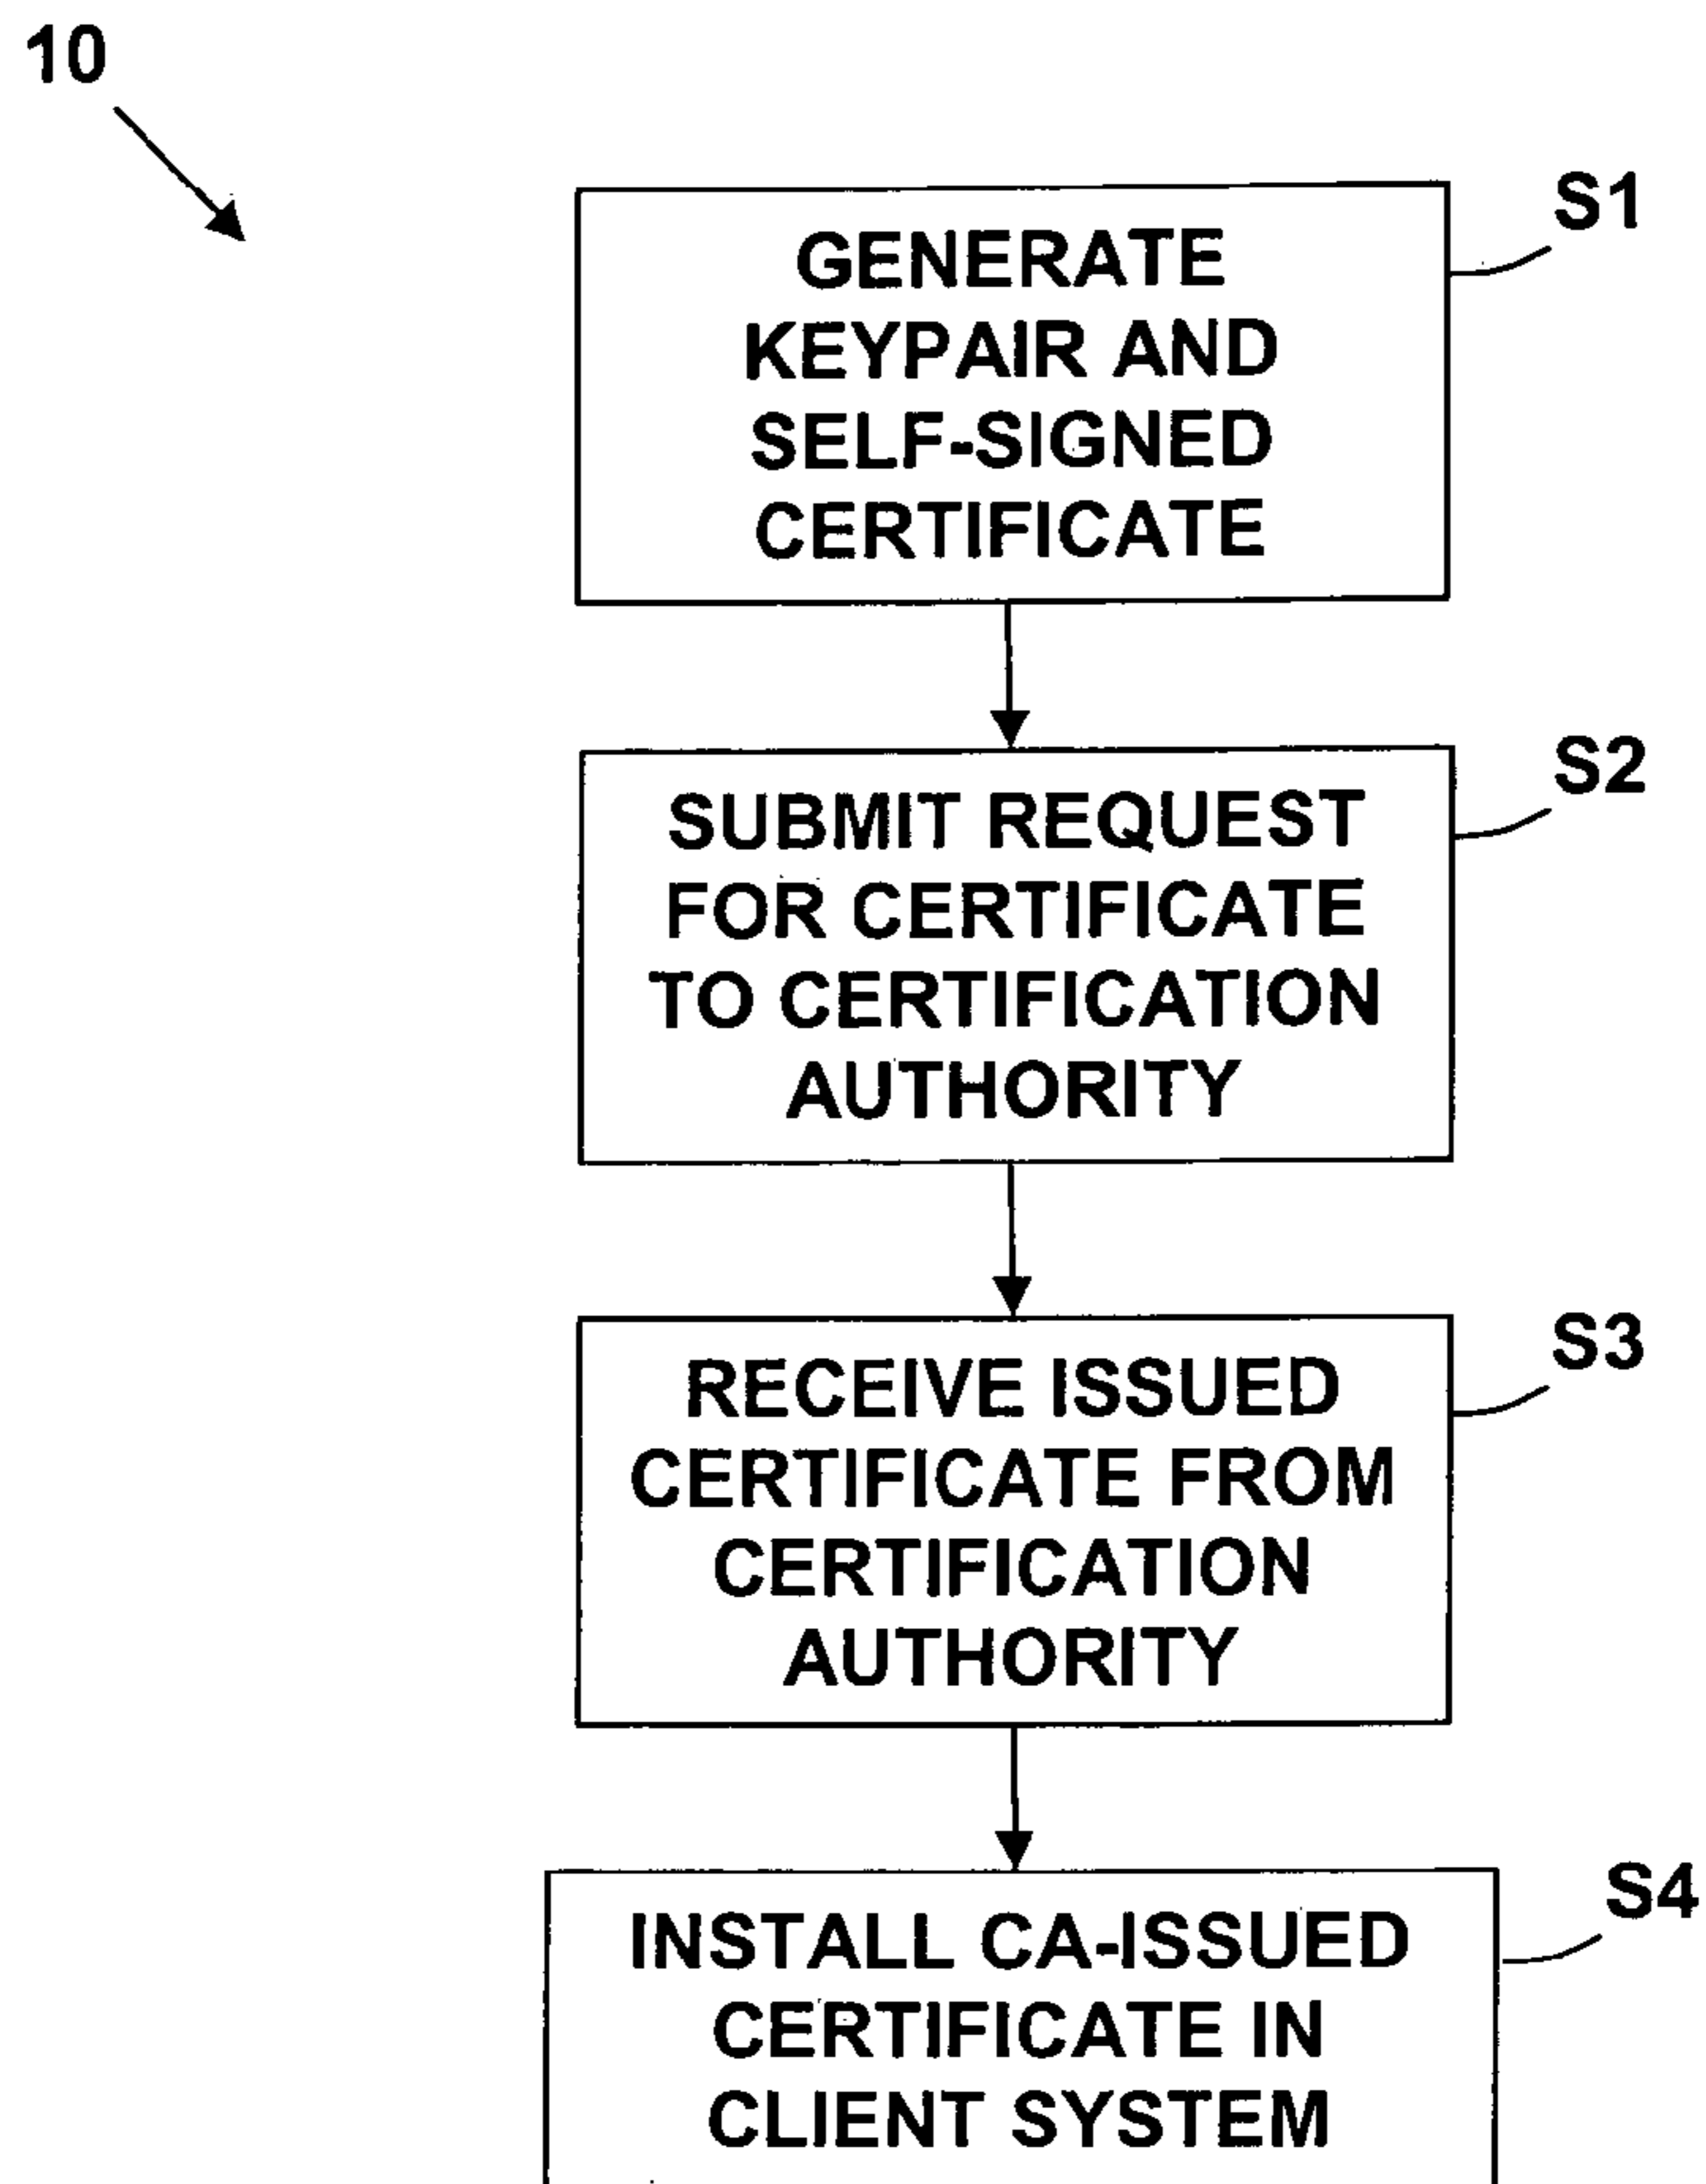 10
S1
GENERATE
KEYPAIR AND
SELF-SIGNED
CERTIFICATE
S2
SUBMIT REQUEST
FOR CERTIFICATE
TO CERTIFICATION
AUTHORITY
S3
RECEIVE ISSUED
CERTIFICATE FROM
CERTIFICATION
AUTHORITY
S4
INSTALL CA-ISSUED
CERTIFICATE IN
CLIENT SYSTEM